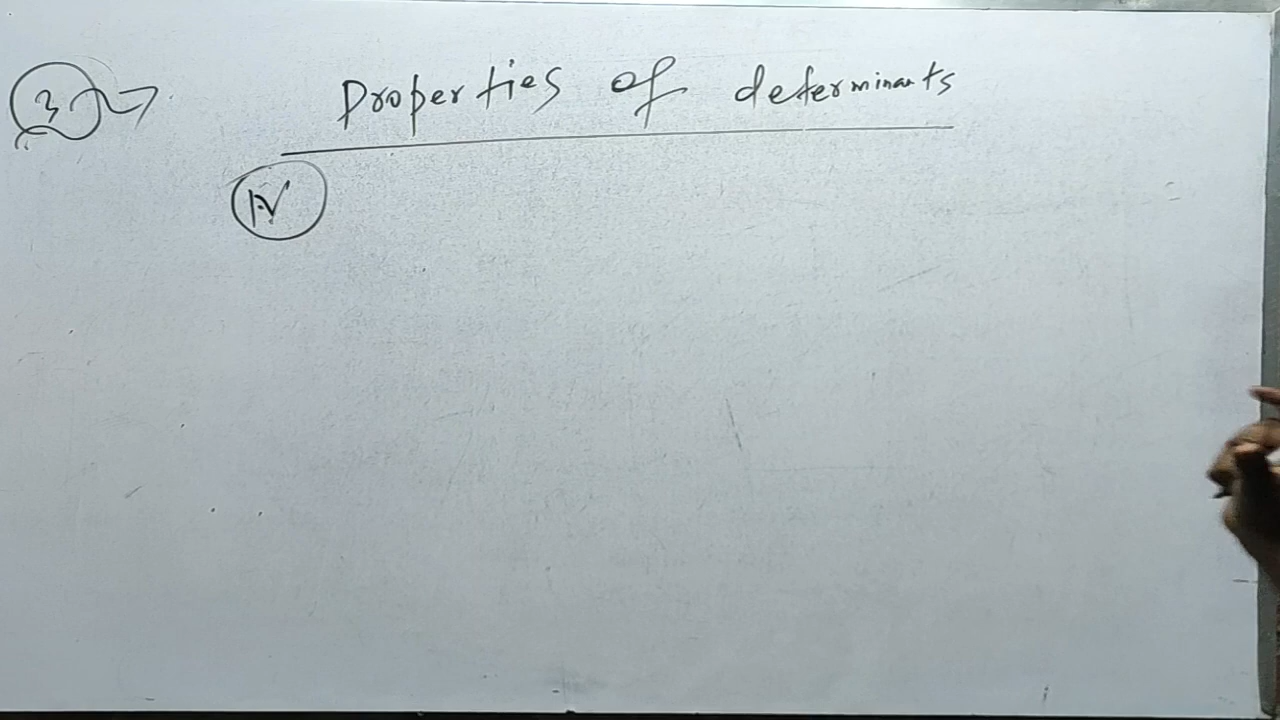 3 →
Properties of determinants
IV